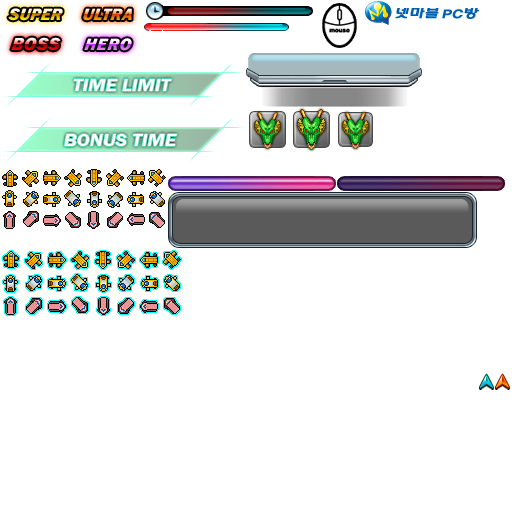 SUPER ULTRA
BOSS HERO
mouse
넷마블 PC방
TIME LIMIT
BONUS TIME